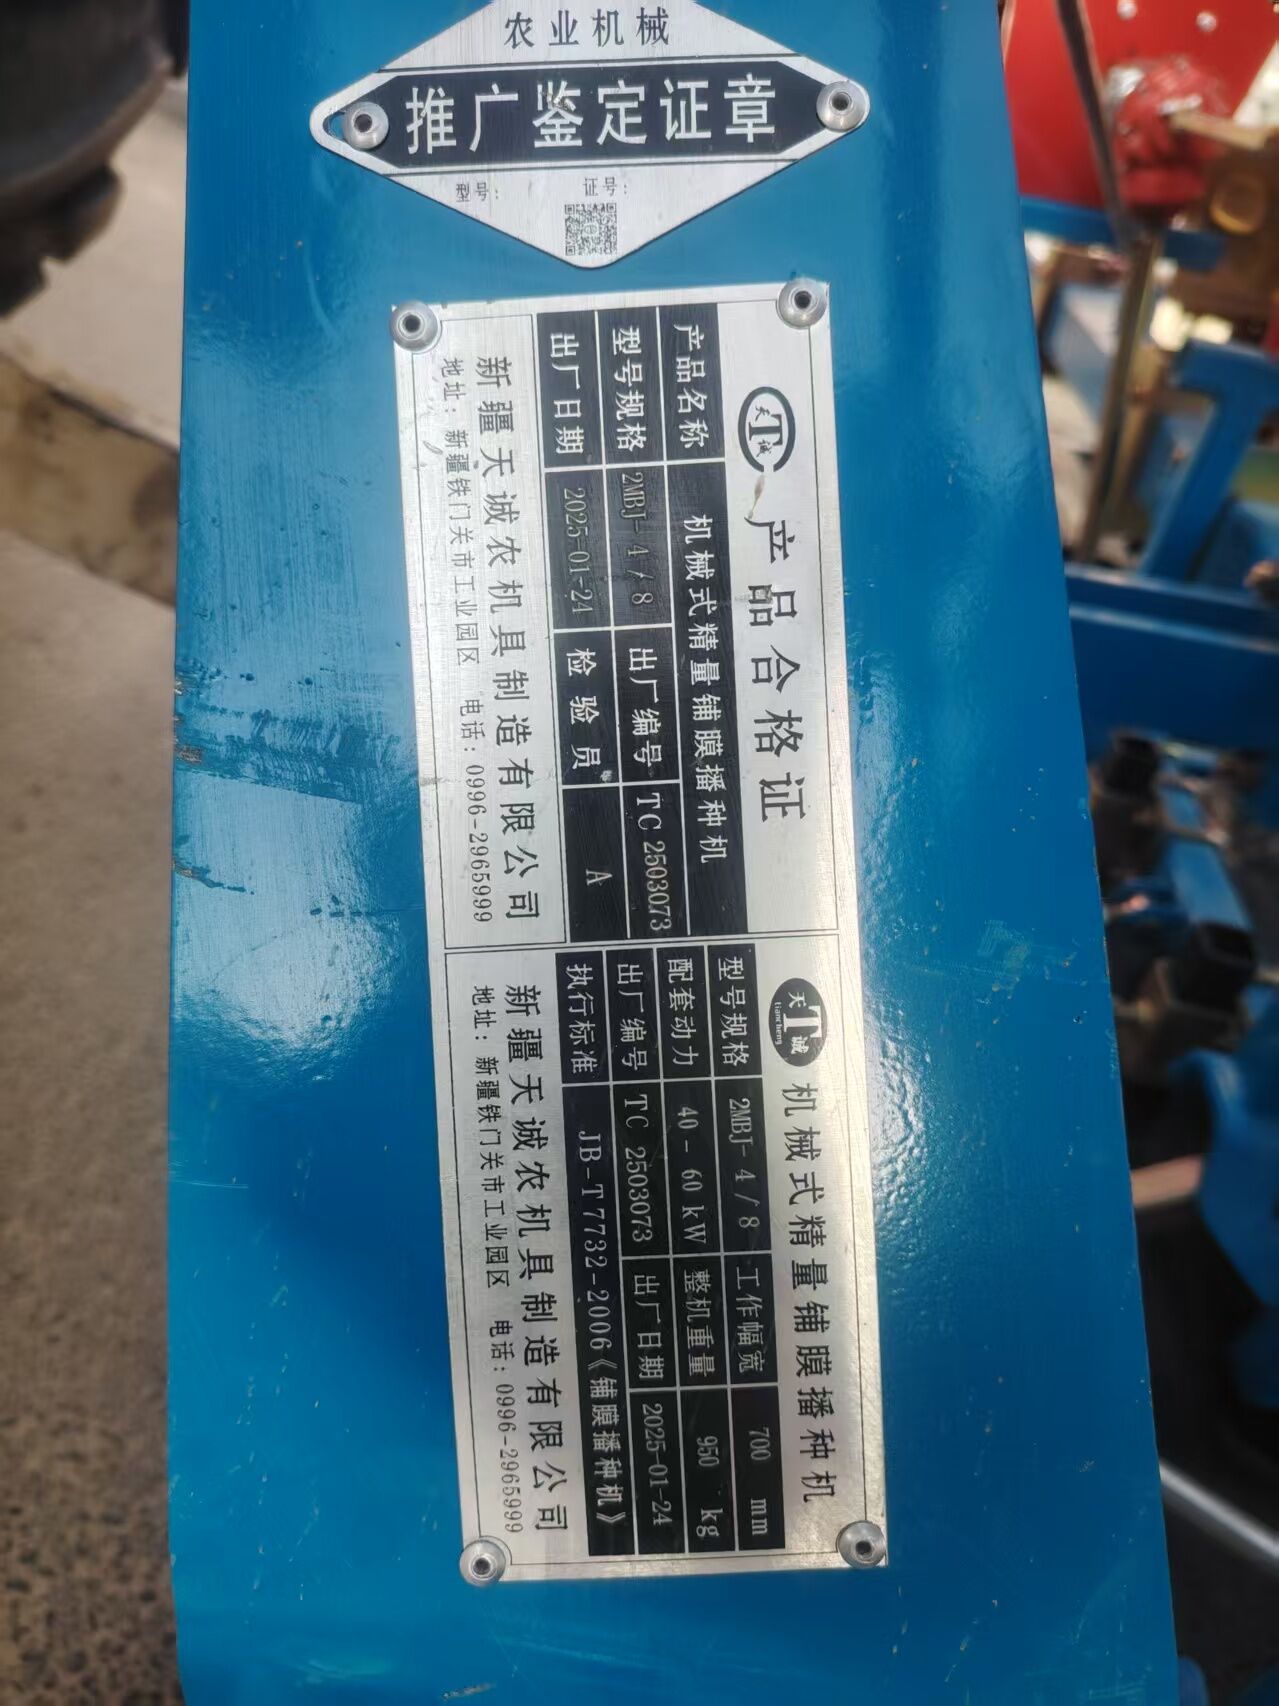 农业机械
推广鉴定证章
型号： 证号：
天T诚
产品合格证
产品名称 机械式精量铺膜播种机
型号规格 2MBJ-4/8 出厂编号 TC 2503073
出厂日期 2025-01-24 检验员 A
新疆天诚农机具制造有限公司
地址：新疆铁门关市工业园区 电话：0996-2965999
天T诚
tiancheng
机械式精量铺膜播种机
型号规格 2MBJ-4/8 工作幅宽 700 mm
配套动力 40-60kW 整机重量 950 kg
出厂编号 TC 2503073 出厂日期 2025-01-24
执行标准 JB-T7732-2006《铺膜播种机》
新疆天诚农机具制造有限公司
地址：新疆铁门关市工业园区 电话：0996-2965999